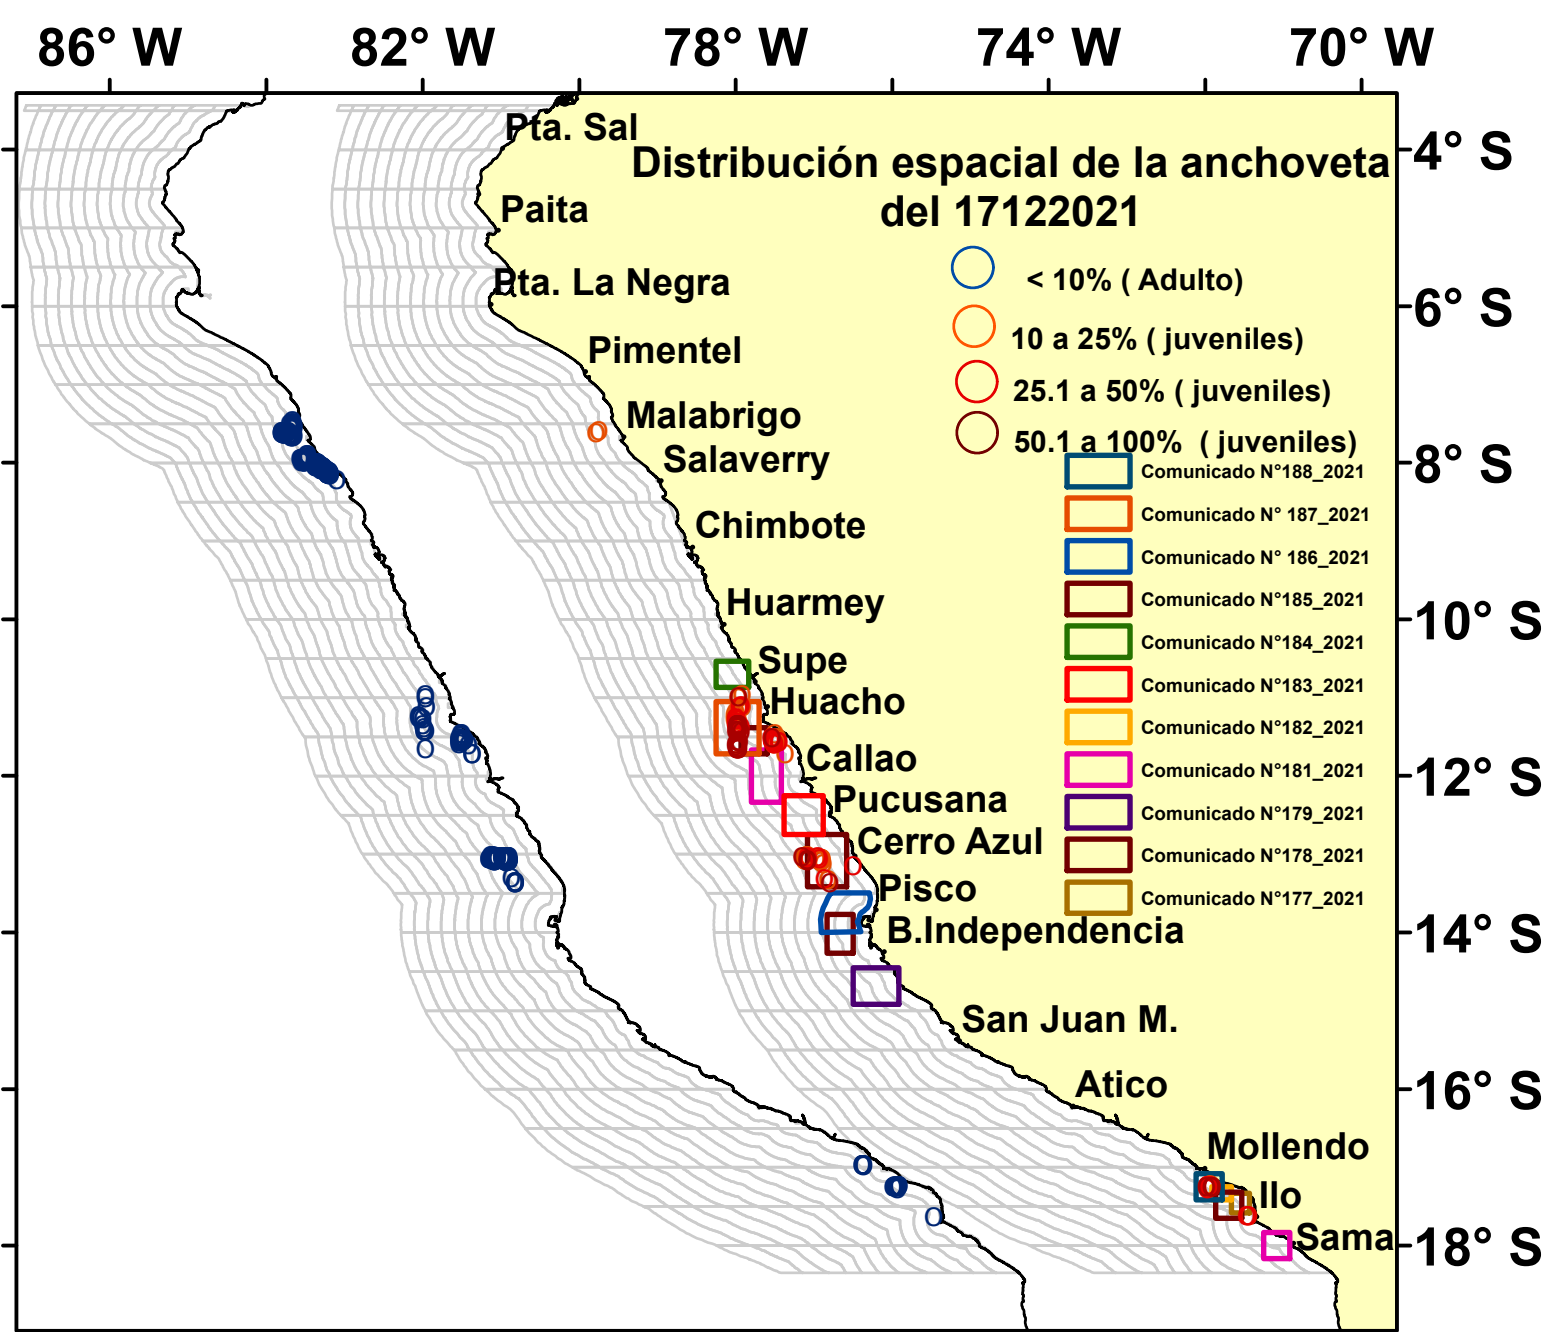 86° W 82° W 78° W 74° W 70° W
Pta. Sal
Distribución espacial de la anchoveta
del 17122021
4° S
Paita
< 10% ( Adulto)
Pta. La Negra
6° S
10 a 25% ( juveniles)
Pimentel
25.1 a 50% ( juveniles)
Malabrigo
50.1 a 100% ( juveniles)
Salaverry
8° S
Comunicado N°188_2021
Comunicado N° 187_2021
Chimbote
Comunicado N° 186_2021
Huarmey
Comunicado N°185_2021
10° S
Comunicado N°184_2021
Supe
Comunicado N°183_2021
Huacho
Comunicado N°182_2021
Callao
Comunicado N°181_2021
12° S
Pucusana
Comunicado N°179_2021
Cerro Azul
Comunicado N°178_2021
Pisco
Comunicado N°177_2021
B.Independencia
14° S
San Juan M.
Atico
16° S
Mollendo
Ilo
Sama
18° S